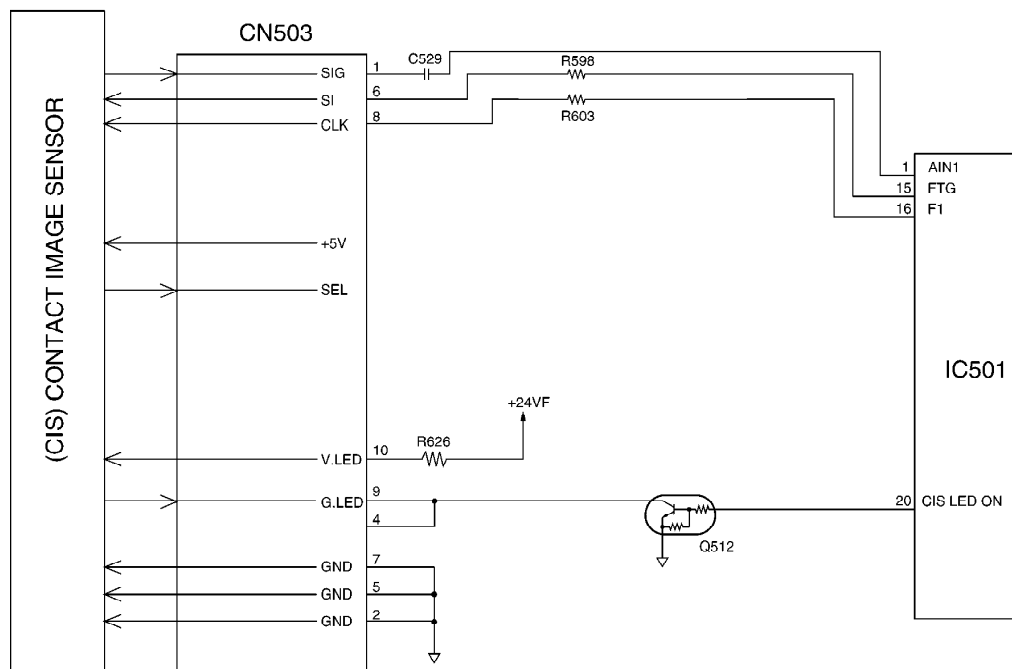 CN503
(CIS) CONTACT IMAGE SENSOR
SIG 1 C529
SI 6 R598
CLK 8 R603
1 AIN1
15 FTG
16 F1
+5V
SEL
IC501
+24VF
V.LED 10 R626
G.LED 9
4
20 CIS LED ON
Q512
GND 7
GND 5
GND 2